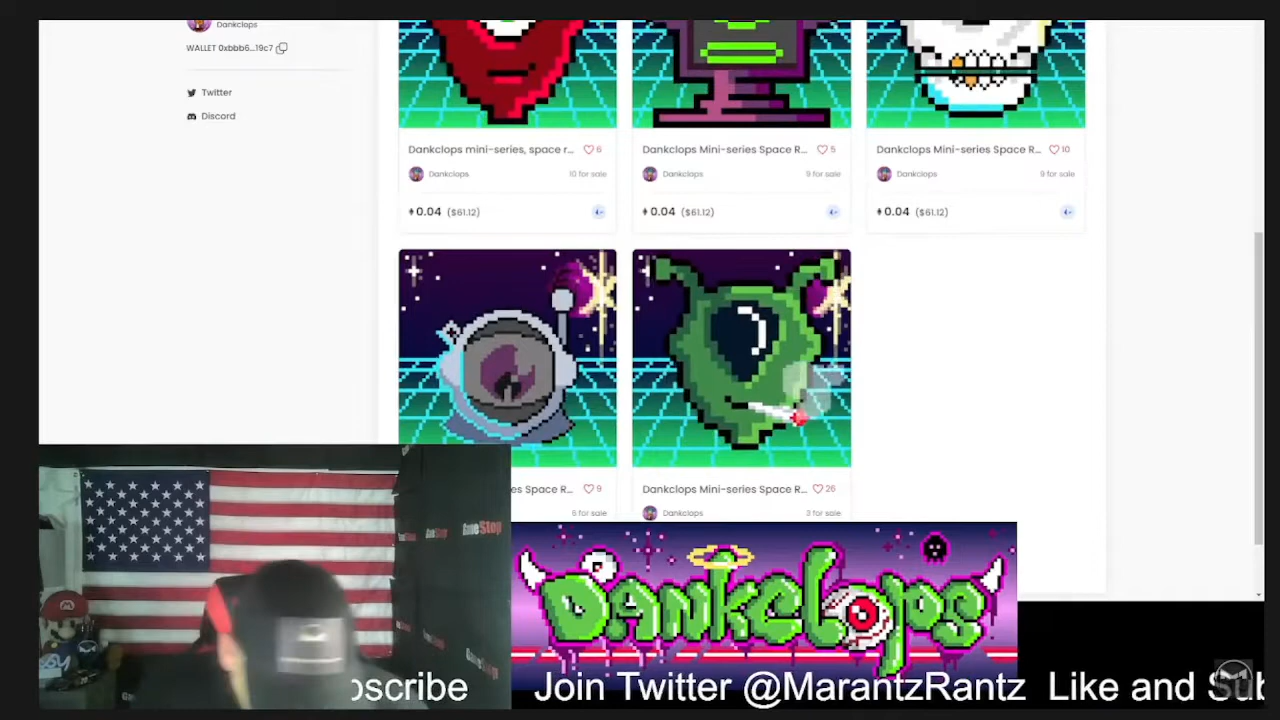 Dankclops
WALLET 0xbbb6...19c7
Twitter
Discord
Dankclops mini-series, space r... 6
Dankclops 10 for sale
0.04 ($61.12)
Dankclops Mini-series Space R... 5
Dankclops 9 for sale
0.04 ($61.12)
Dankclops Mini-series Space R... 10
Dankclops 9 for sale
0.04 ($61.12)
es Space R... 9
6 for sale
Dankclops Mini-series Space R... 26
Dankclops 3 for sale
GameStop
DANKclops
oscribe Join Twitter @MarantzRantz Like and Sub